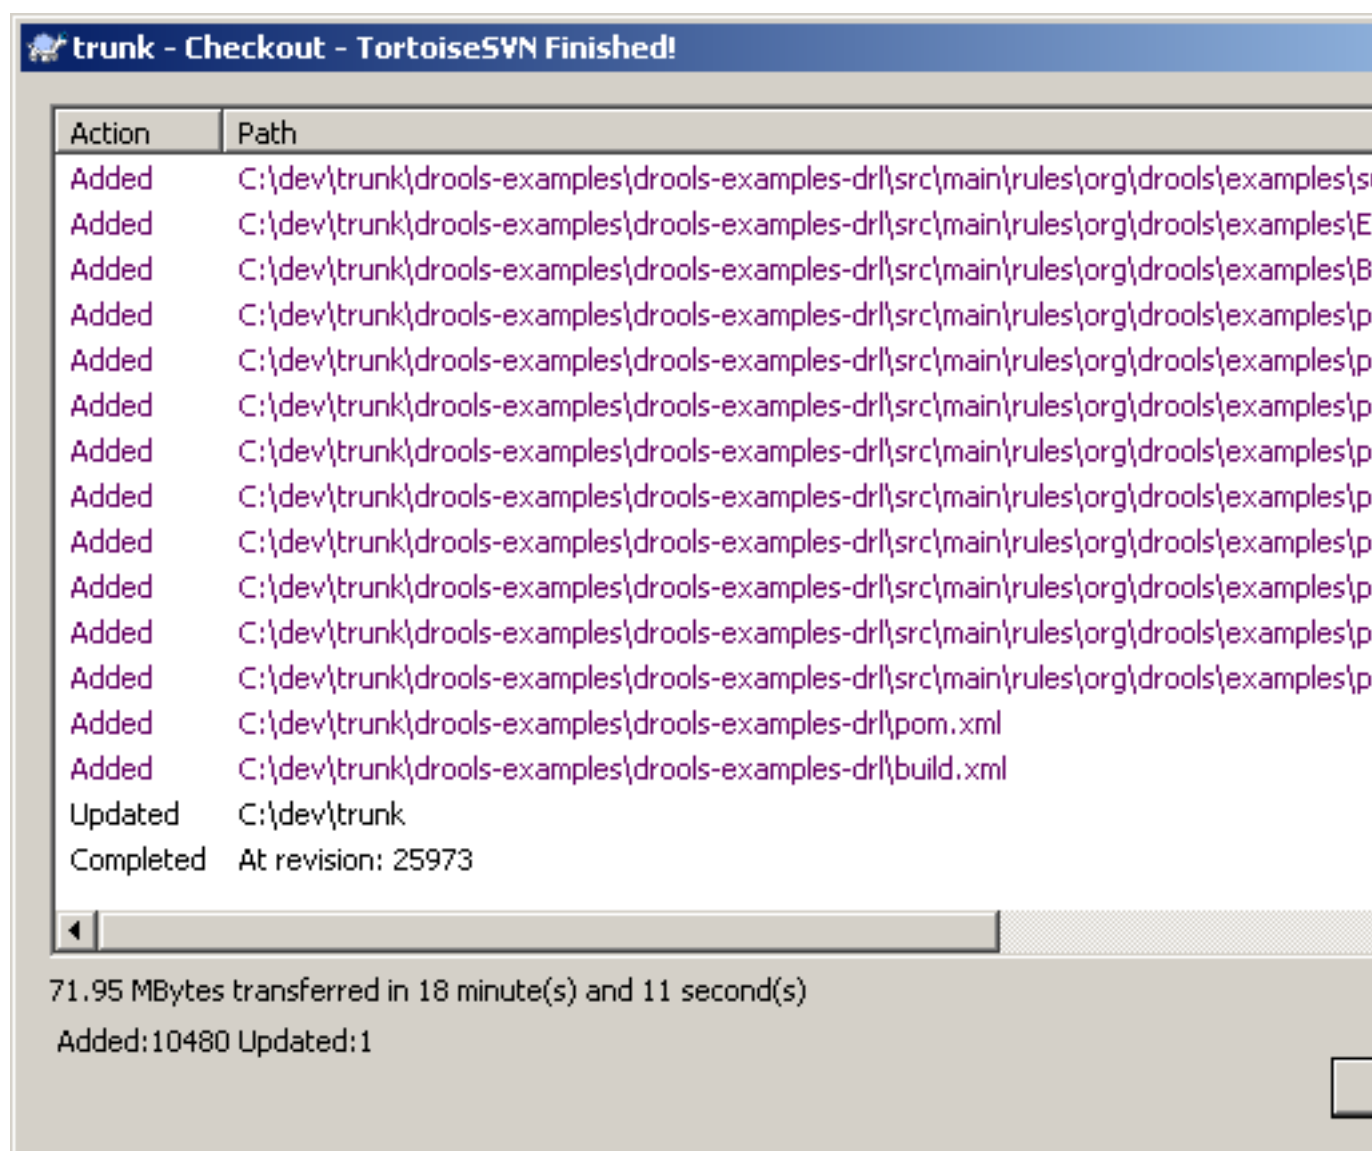 trunk - Checkout - TortoiseSVN Finished!
Action Path
Added C:\dev\trunk\drools-examples\drools-examples-drl\src\main\rules\org\drools\examples\s
Added C:\dev\trunk\drools-examples\drools-examples-drl\src\main\rules\org\drools\examples\E
Added C:\dev\trunk\drools-examples\drools-examples-drl\src\main\rules\org\drools\examples\B
Added C:\dev\trunk\drools-examples\drools-examples-drl\src\main\rules\org\drools\examples\p
Added C:\dev\trunk\drools-examples\drools-examples-drl\src\main\rules\org\drools\examples\p
Added C:\dev\trunk\drools-examples\drools-examples-drl\src\main\rules\org\drools\examples\p
Added C:\dev\trunk\drools-examples\drools-examples-drl\src\main\rules\org\drools\examples\p
Added C:\dev\trunk\drools-examples\drools-examples-drl\src\main\rules\org\drools\examples\p
Added C:\dev\trunk\drools-examples\drools-examples-drl\src\main\rules\org\drools\examples\p
Added C:\dev\trunk\drools-examples\drools-examples-drl\src\main\rules\org\drools\examples\p
Added C:\dev\trunk\drools-examples\drools-examples-drl\src\main\rules\org\drools\examples\p
Added C:\dev\trunk\drools-examples\drools-examples-drl\src\main\rules\org\drools\examples\p
Added C:\dev\trunk\drools-examples\drools-examples-drl\pom.xml
Added C:\dev\trunk\drools-examples\drools-examples-drl\build.xml
Updated C:\dev\trunk
Completed At revision: 25973
71.95 MBytes transferred in 18 minute(s) and 11 second(s)
Added:10480 Updated:1